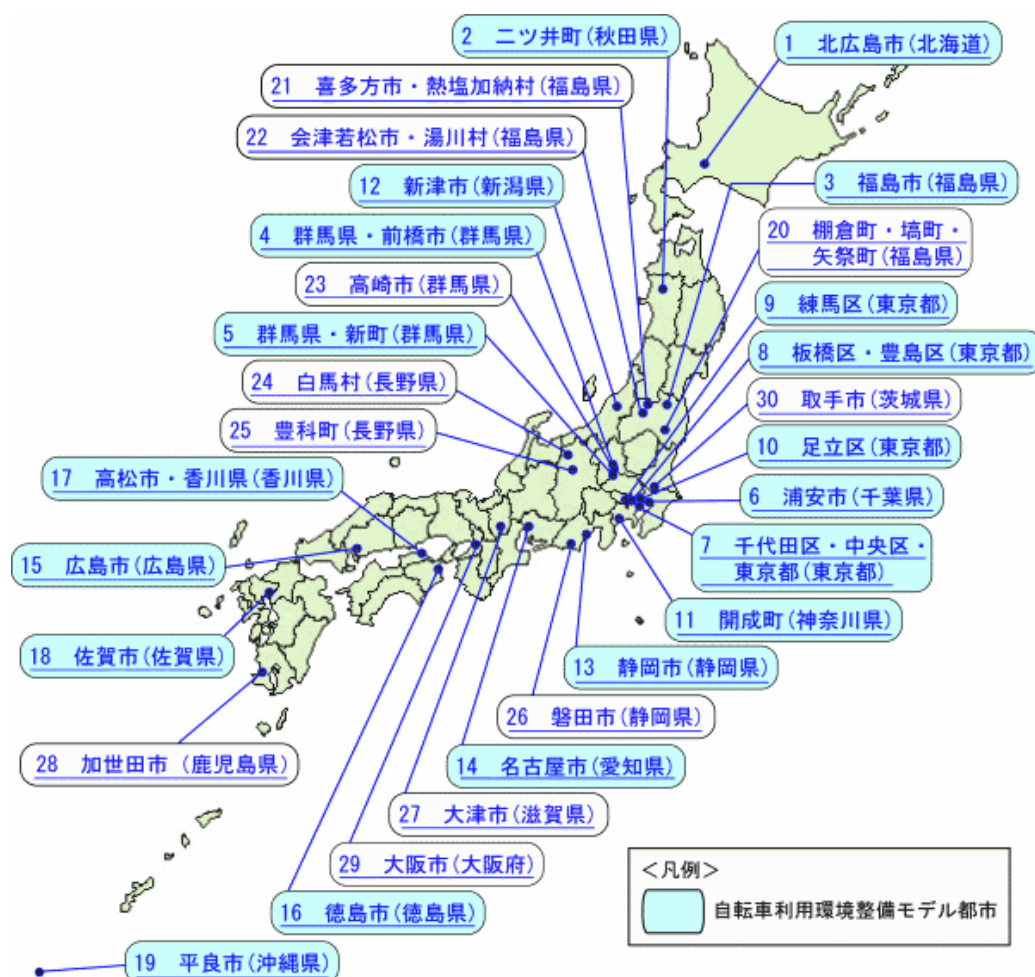 2 二ツ井町(秋田県)
1 北広島市(北海道)
21 喜多方市・熱塩加納村(福島県)
22 会津若松市・湯川村(福島県)
12 新津市(新潟県)
3 福島市(福島県)
4 群馬県・前橋市(群馬県)
20 棚倉町・塙町・
矢祭町(福島県)
23 高崎市(群馬県)
9 練馬区(東京都)
5 群馬県・新町(群馬県)
8 板橋区・豊島区(東京都)
24 白馬村(長野県)
30 取手市(茨城県)
25 豊科町(長野県)
10 足立区(東京都)
17 高松市・香川県(香川県)
6 浦安市(千葉県)
7 千代田区・中央区・
東京都(東京都)
15 広島市(広島県)
11 開成町(神奈川県)
18 佐賀市(佐賀県)
13 静岡市(静岡県)
26 磐田市(静岡県)
28 加世田市 (鹿児島県)
14 名古屋市(愛知県)
27 大津市(滋賀県)
29 大阪市(大阪府)
16 徳島市(徳島県)
19 平良市(沖縄県)
<凡例>
自転車利用環境整備モデル都市